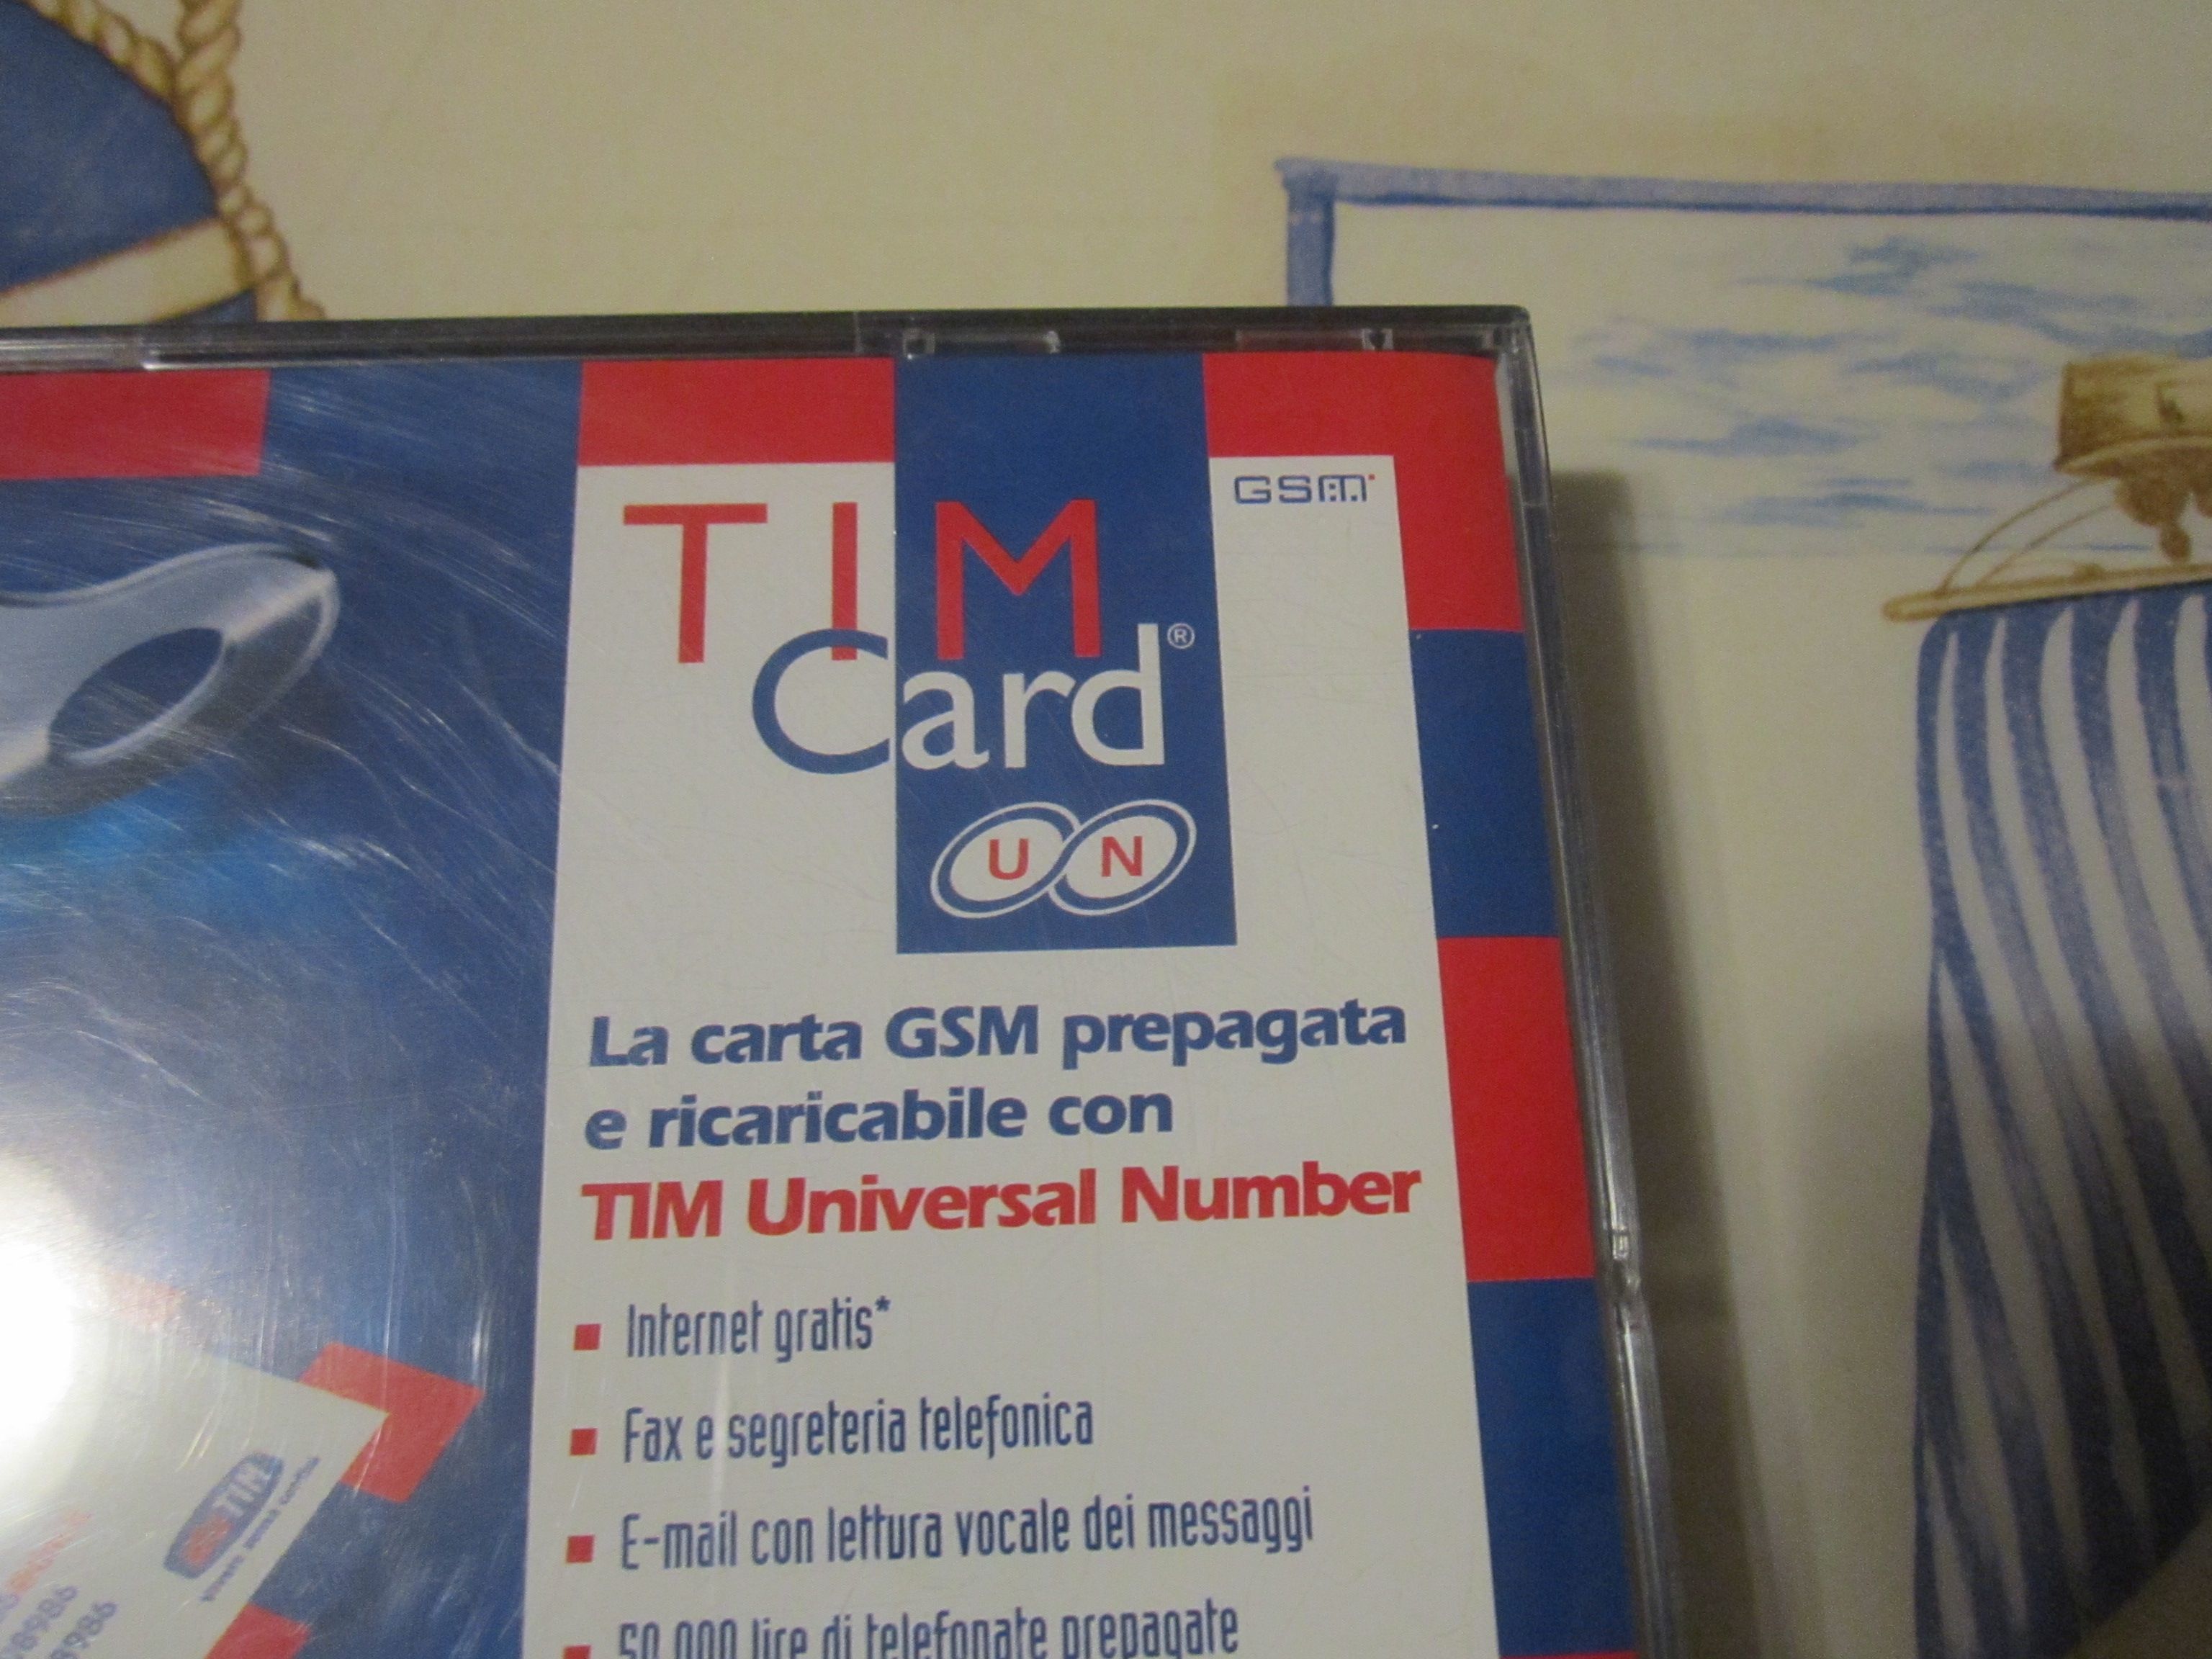 GSM
TIM
Card®
U N
La carta GSM prepagata
e ricaricabile con
TIM Universal Number
Internet gratis*
Fax e segreteria telefonica
E-mail con lettura vocale dei messaggi
50.000 lire di telefonate prepagate
TIM